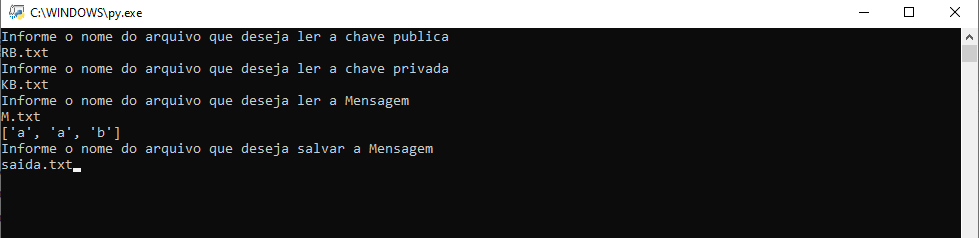 C:\WINDOWS\py.exe
Informe o nome do arquivo que deseja ler a chave publica
RB.txt
Informe o nome do arquivo que deseja ler a chave privada
KB.txt
Informe o nome do arquivo que deseja ler a Mensagem
M.txt
['a', 'a', 'b']
Informe o nome do arquivo que deseja salvar a Mensagem
saida.txt